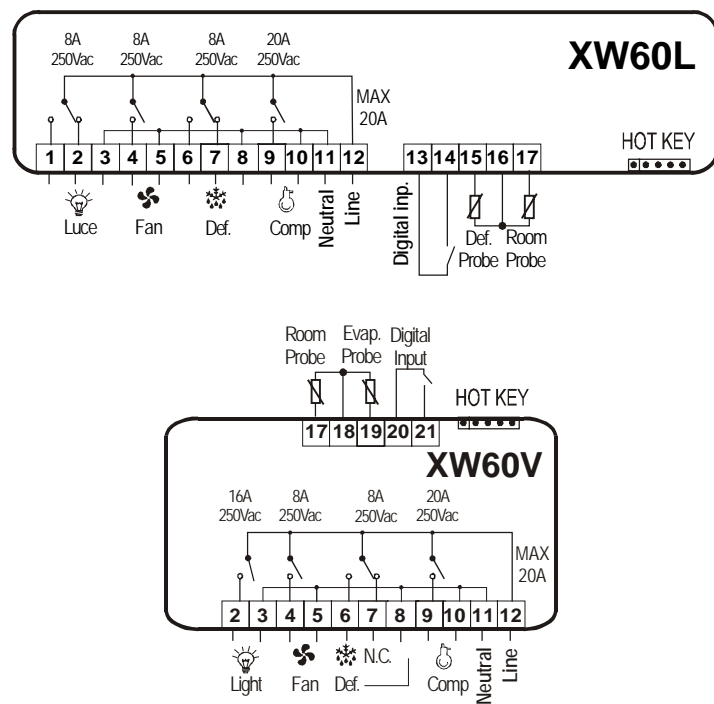 XW60L
8A 8A 8A 20A
250Vac 250Vac 250Vac 250Vac
MAX
20A
HOT KEY
1 2 3 4 5 6 7 8 9 10 11 12 13 14 15 16 17
Luce Fan Def. Comp Neutral Line Digital inp. Def. Probe Room Probe
Room Probe Evap. Probe Digital Input
HOT KEY
17 18 19 20 21
XW60V
16A 8A 8A 20A
250Vac 250Vac 250Vac 250Vac
MAX
20A
2 3 4 5 6 7 8 9 10 11 12
Light Fan Def. N.C. Comp Neutral Line